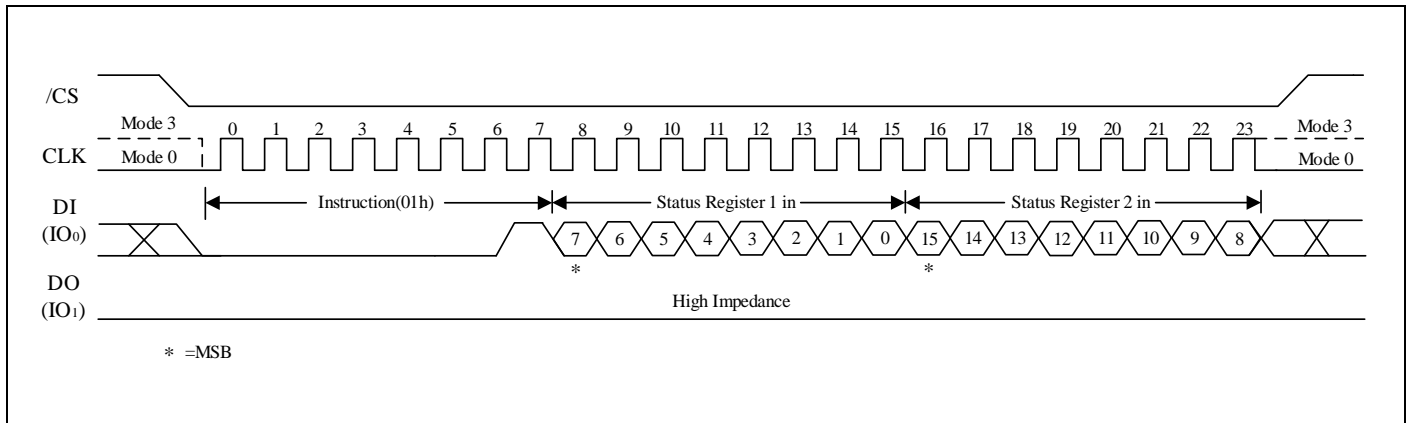 /CS
Mode 3
0 1 2 3 4 5 6 7 8 9 10 11 12 13 14 15 16 17 18 19 20 21 22 23
Mode 3
CLK
Mode 0
Mode 0
DI
(IO₀)
Instruction(01h)
Status Register 1 in
Status Register 2 in
7 6 5 4 3 2 1 0 15 14 13 12 11 10 9 8
* *
DO
(IO₁)
High Impedance
* =MSB